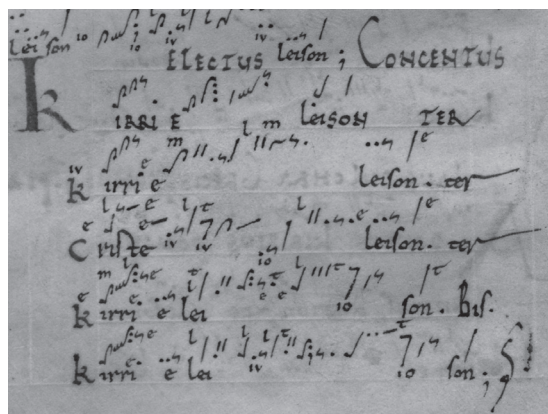 leison
ELECTUS leison; CONCENTUS
KIRRI E leISON TER
kirri e leison. ter
Criste leison. ter
kirri e lei son. Bis.
kirri e lei son;